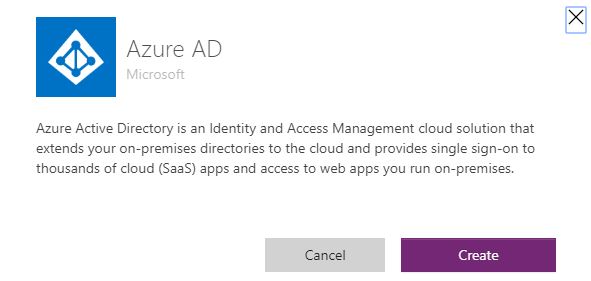 Azure AD
Microsoft
Azure Active Directory is an Identity and Access Management cloud solution that
extends your on-premises directories to the cloud and provides single sign-on to
thousands of cloud (SaaS) apps and access to web apps you run on-premises.
Cancel
Create